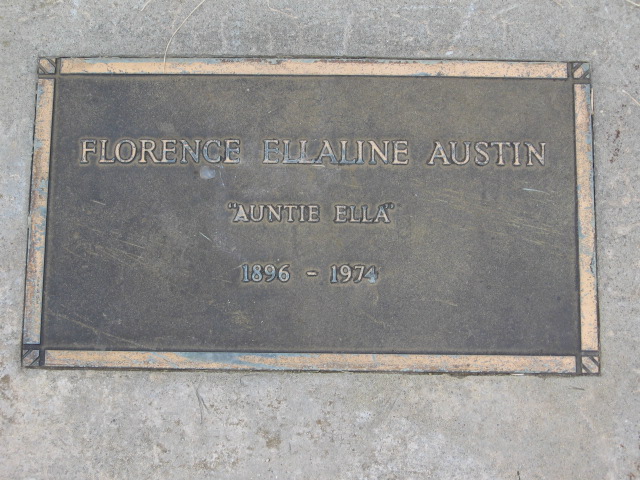 FLORENCE ELLALINE AUSTIN
"AUNTIE ELLA"
1896 - 1974